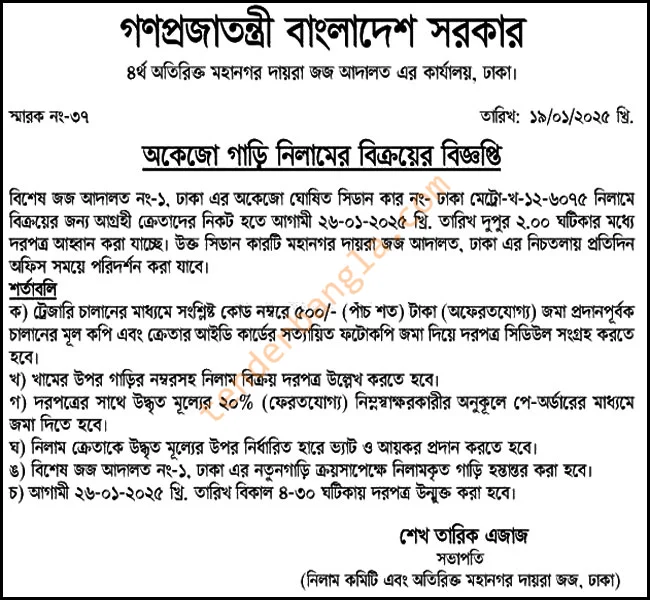 গণপ্রজাতন্ত্রী বাংলাদেশ সরকার
৪র্থ অতিরিক্ত মহানগর দায়রা জজ আদালত এর কার্যালয়, ঢাকা।
স্মারক নং-৩৭ তারিখ: ১৯/০১/২০২৫ খ্রি.
অকেজো গাড়ি নিলামের বিক্রয়ের বিজ্ঞপ্তি
বিশেষ জজ আদালত নং-১, ঢাকা এর অকেজো ঘোষিত সিডান কার নং- ঢাকা মেট্রো-খ-১২-৬০৭৫ নিলামে
বিক্রয়ের জন্য আগ্রহী ক্রেতাদের নিকট হতে আগামী ২৬-০১-২০২৫ খ্রি. তারিখ দুপুর ২.০০ ঘটিকার মধ্যে
দরপত্র আহ্বান করা যাচ্ছে। উক্ত সিডান কারটি মহানগর দায়রা জজ আদালত, ঢাকা এর নিচতলায় প্রতিদিন
অফিস সময়ে পরিদর্শন করা যাবে।
শর্তাবলি
ক) ট্রেজারি চালানের মাধ্যমে সংশ্লিষ্ট কোড নম্বরে ৫০০/- (পাঁচ শত) টাকা (অফেরতযোগ্য) জমা প্রদানপূর্বক
চালানের মূল কপি এবং ক্রেতার আইডি কার্ডের সত্যায়িত ফটোকপি জমা দিয়ে দরপত্র সিডিউল সংগ্রহ করতে
হবে।
খ) খামের উপর গাড়ির নম্বরসহ নিলাম বিক্রয় দরপত্র উল্লেখ করতে হবে।
গ) দরপত্রের সাথে উদ্ধৃত মূল্যের ২০% (ফেরতযোগ্য) নিম্নস্বাক্ষরকারীর অনুকূলে পে-অর্ডারের মাধ্যমে
জমা দিতে হবে।
ঘ) নিলাম ক্রেতাকে উদ্ধৃত মূল্যের উপর নির্ধারিত হারে ভ্যাট ও আয়কর প্রদান করতে হবে।
ঙ) বিশেষ জজ আদালত নং-১, ঢাকা এর নতুনগাড়ি ক্রয়সাপেক্ষে নিলামকৃত গাড়ি হস্তান্তর করা হবে।
চ) আগামী ২৬-০১-২০২৫ খ্রি. তারিখ বিকাল ৪-৩০ ঘটিকায় দরপত্র উন্মুক্ত করা হবে।
শেখ তারিক এজাজ
সভাপতি
(নিলাম কমিটি এবং অতিরিক্ত মহানগর দায়রা জজ, ঢাকা)
tenderbangla.com